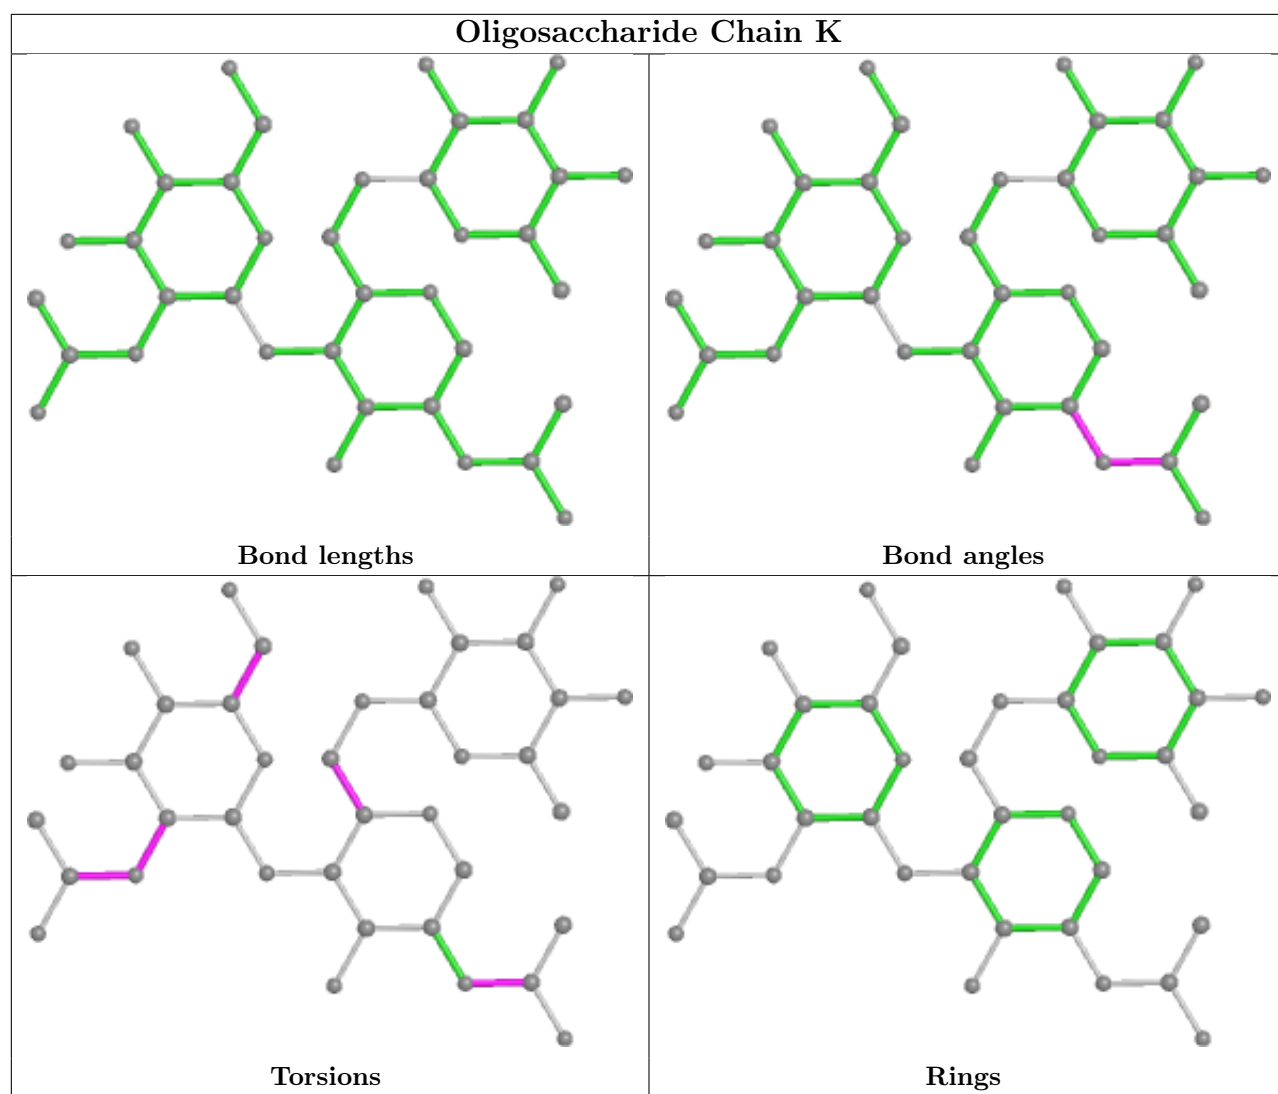 Oligosaccharide Chain K
Bond lengths
Bond angles
Torsions
Rings